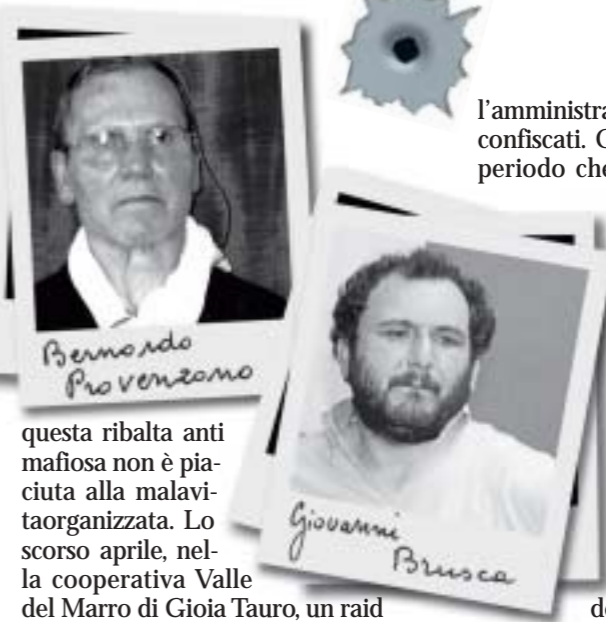 l'amministra
confiscati.
periodo che
Bernardo
Provenzano
Giovanni
Brusca
questa ribalta anti
mafiosa non è pia-
ciuta alla malavi-
taorganizzata. Lo
scorso aprile, nel-
la cooperativa Valle
del Marro di Gioia Tauro, un raid